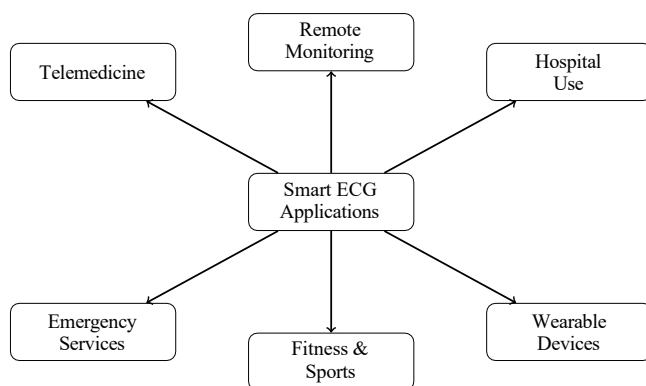 Remote
Monitoring
Telemedicine
Hospital
Use
Smart ECG
Applications
Emergency
Services
Fitness &
Sports
Wearable
Devices